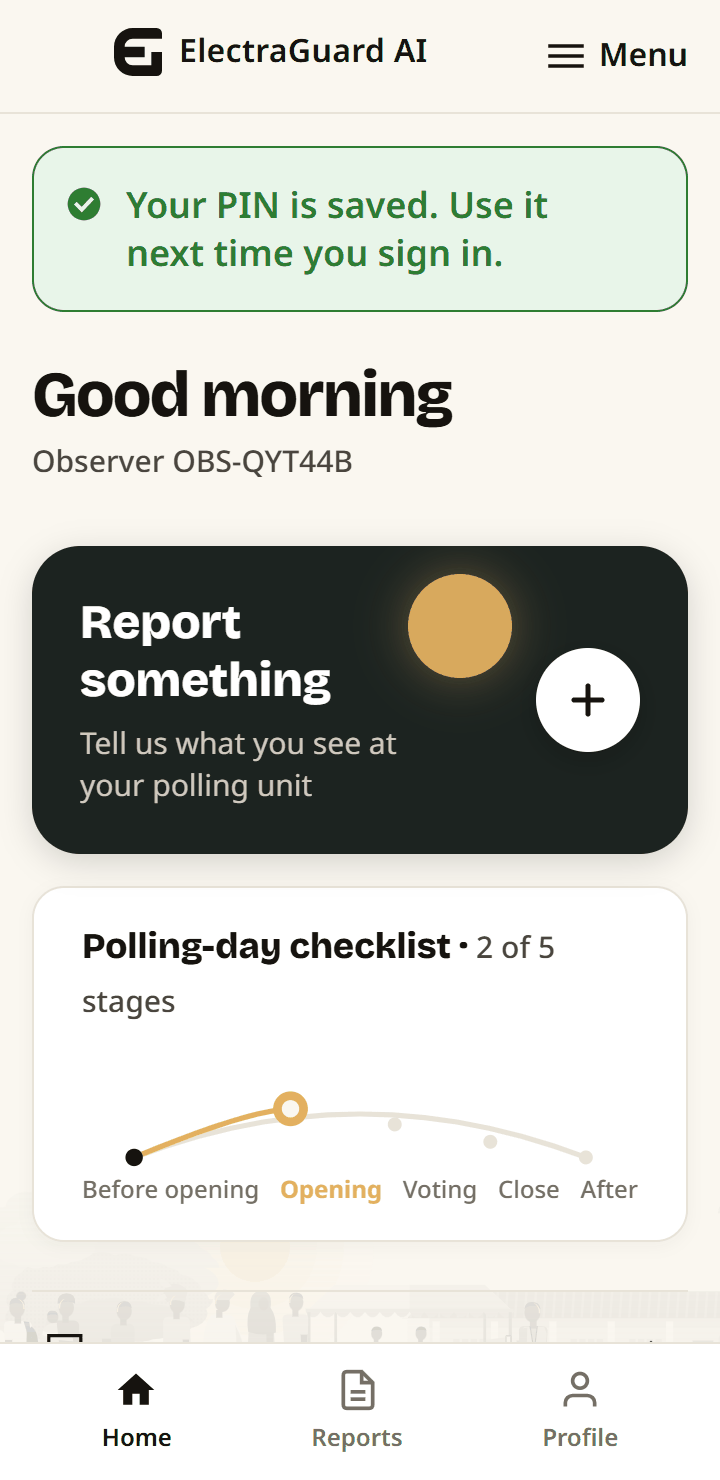 ElectraGuard AI
Menu
Your PIN is saved. Use it
next time you sign in.
Good morning
Observer OBS-QYT44B
Report
something
Tell us what you see at
your polling unit
Polling-day checklist • 2 of 5
stages
Before opening Opening Voting Close After
Home Reports Profile